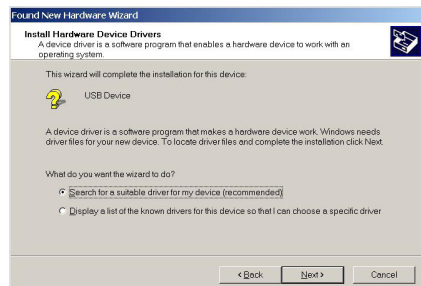 Found New Hardware Wizard
Install Hardware Device Drivers
A device driver is a software program that enables a hardware device to work with an
operating system.
This wizard will complete the installation for this device:
USB Device
A device driver is a software program that makes a hardware device work. Windows needs
driver files for your new device. To locate driver files and complete the installation click Next.
What do you want the wizard to do?
Search for a suitable driver for my device (recommended)
Display a list of the known drivers for this device so that I can choose a specific driver
< Back
Next >
Cancel